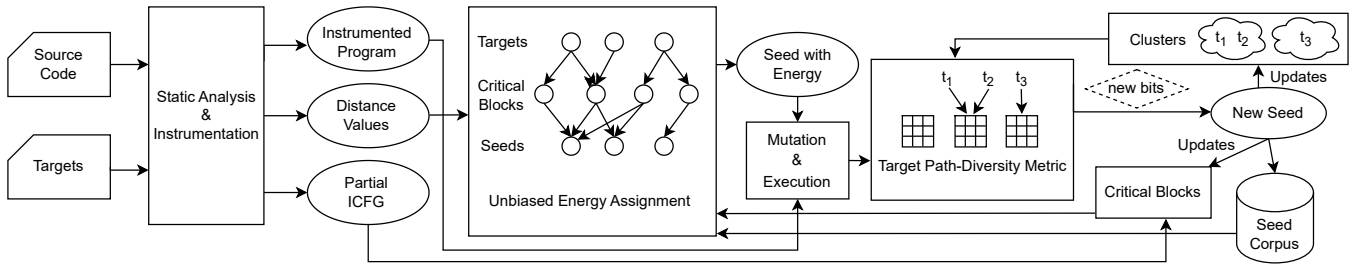 Source
Code
Targets
Static Analysis
&
Instrumentation
Instrumented
Program
Distance
Values
Partial
ICFG
Targets
Critical
Blocks
Seeds
Unbiased Energy Assignment
Seed with
Energy
Mutation
&
Execution
t1 t2 t3
Target Path-Diversity Metric
new bits
Clusters t1 t2 t3
Updates
New Seed
Updates
Critical Blocks
Seed
Corpus